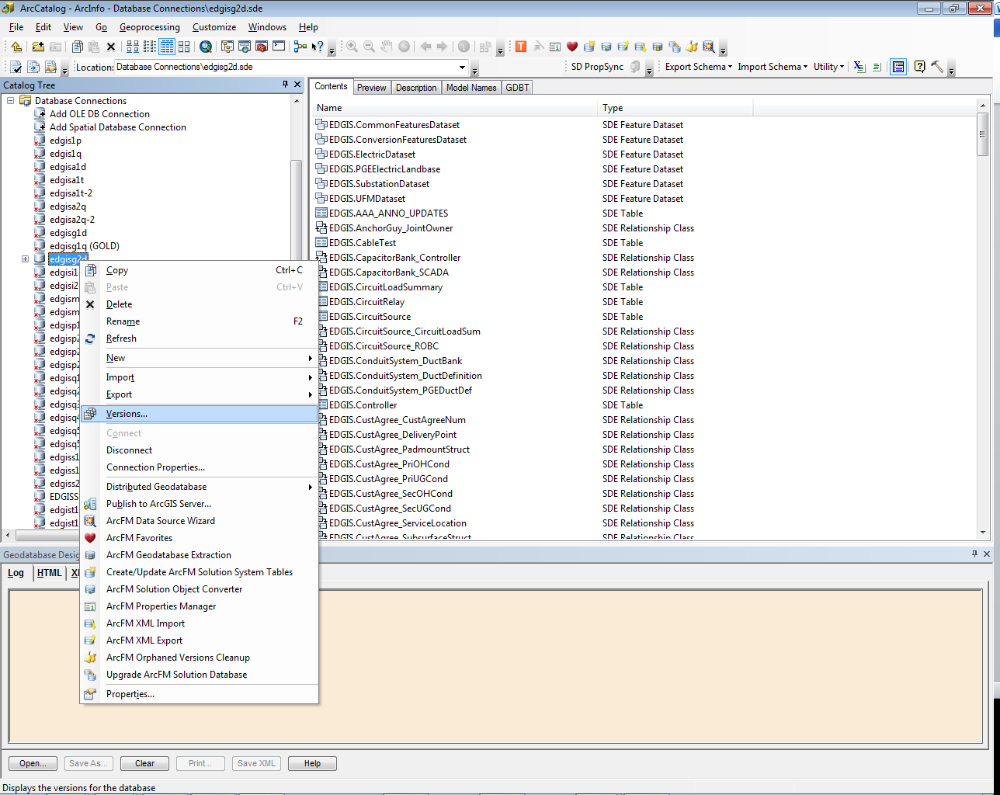 ArcCatalog - ArcInfo - Database Connections\edgisg2d.sde
File Edit View Go Geoprocessing Customize Windows Help
Location: Database Connections\edgisg2d.sde SD PropSync Export Schema Import Schema Utility
Catalog Tree
Database Connections
Add OLE DB Connection
Add Spatial Database Connection
edgis1p
edgis1q
edgisa1d
edgisa1t
edgisa1t-2
edgisa2q
edgisa2q-2
edgisg1d
edgisg1q (GOLD)
edgisg2d
edgisi1
edgisi2
edgism
edgism
edgisp1
edgisp2
edgisp2
edgisp2
edgisq1
edgisq2
edgisq3
edgisq4
edgisq5
edgisq5
edgiss1
edgiss1
edgiss2
EDGISS
edgist1
edgist1
Copy Ctrl+C
Paste Ctrl+V
Delete
Rename F2
Refresh
New
Import
Export
Versions...
Connect
Disconnect
Connection Properties...
Distributed Geodatabase
Publish to ArcGIS Server...
ArcFM Data Source Wizard
ArcFM Favorites
ArcFM Geodatabase Extraction
Create/Update ArcFM Solution System Tables
ArcFM Solution Object Converter
ArcFM Properties Manager
ArcFM XML Import
ArcFM XML Export
ArcFM Orphaned Versions Cleanup
Upgrade ArcFM Solution Database
Properties...
Contents Preview Description Model Names GDBT
Name Type
EDGIS.CommonFeaturesDataset SDE Feature Dataset
EDGIS.ConversionFeaturesDataset SDE Feature Dataset
EDGIS.ElectricDataset SDE Feature Dataset
EDGIS.PGEElectricLandbase SDE Feature Dataset
EDGIS.SubstationDataset SDE Feature Dataset
EDGIS.UFMDataset SDE Feature Dataset
EDGIS.AAA_ANNO_UPDATES SDE Table
EDGIS.AnchorGuy_JointOwner SDE Relationship Class
EDGIS.CableTest SDE Table
EDGIS.CapacitorBank_Controller SDE Relationship Class
EDGIS.CapacitorBank_SCADA SDE Relationship Class
EDGIS.CircuitLoadSummary SDE Table
EDGIS.CircuitRelay SDE Table
EDGIS.CircuitSource SDE Table
EDGIS.CircuitSource_CircuitLoadSum SDE Relationship Class
EDGIS.CircuitSource_ROBC SDE Relationship Class
EDGIS.ConduitSystem_DuctBank SDE Relationship Class
EDGIS.ConduitSystem_DuctDefinition SDE Relationship Class
EDGIS.ConduitSystem_PGEDuctDef SDE Relationship Class
EDGIS.Controller SDE Table
EDGIS.CustAgree_CustAgreeNum SDE Relationship Class
EDGIS.CustAgree_DeliveryPoint SDE Relationship Class
EDGIS.CustAgree_PadmountStruct SDE Relationship Class
EDGIS.CustAgree_PriOHCond SDE Relationship Class
EDGIS.CustAgree_PriUGCond SDE Relationship Class
EDGIS.CustAgree_SecOHCond SDE Relationship Class
EDGIS.CustAgree_SecUGCond SDE Relationship Class
EDGIS.CustAgree_ServiceLocation SDE Relationship Class
EDGIS.CustAgree_SubsurfaceStruct SDE Relationship Class
Geodatabase Desig
Log HTML X
Open... Save As... Clear Print... Save XML Help
Displays the versions for the database